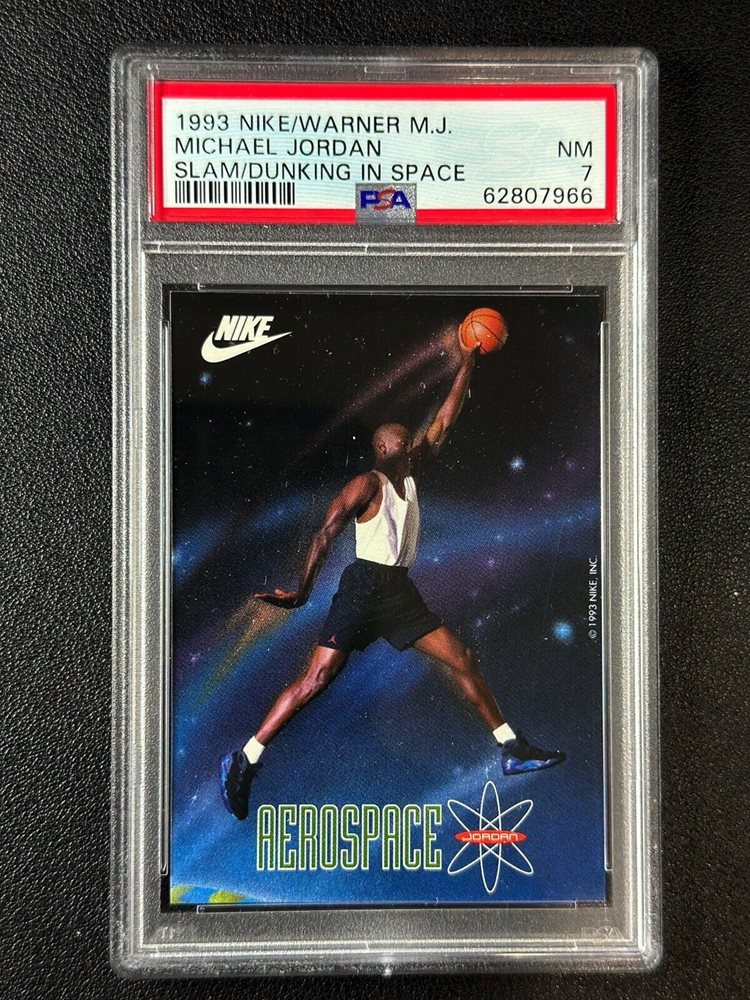 1993 NIKE/WARNER M.J.
MICHAEL JORDAN NM
SLAM/DUNKING IN SPACE 7
PSA 62807966
NIKE
© 1993 NIKE, INC.
AEROSPACE
JORDAN